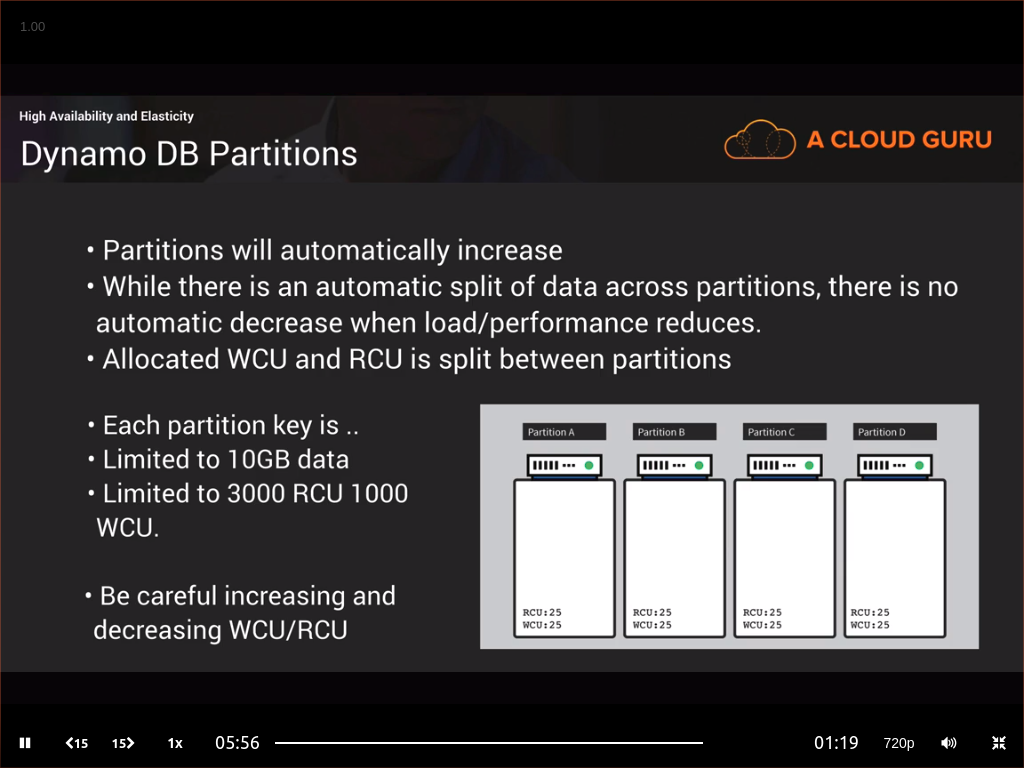 1.00
High Availability and Elasticity
Dynamo DB Partitions
A CLOUD GURU
• Partitions will automatically increase
• While there is an automatic split of data across partitions, there is no
automatic decrease when load/performance reduces.
• Allocated WCU and RCU is split between partitions
• Each partition key is ..
• Limited to 10GB data
• Limited to 3000 RCU 1000
WCU.
• Be careful increasing and
decreasing WCU/RCU
Partition A
Partition B
Partition C
Partition D
RCU:25
WCU:25
RCU:25
WCU:25
RCU:25
WCU:25
RCU:25
WCU:25
15
15
1x
05:56
01:19
720p